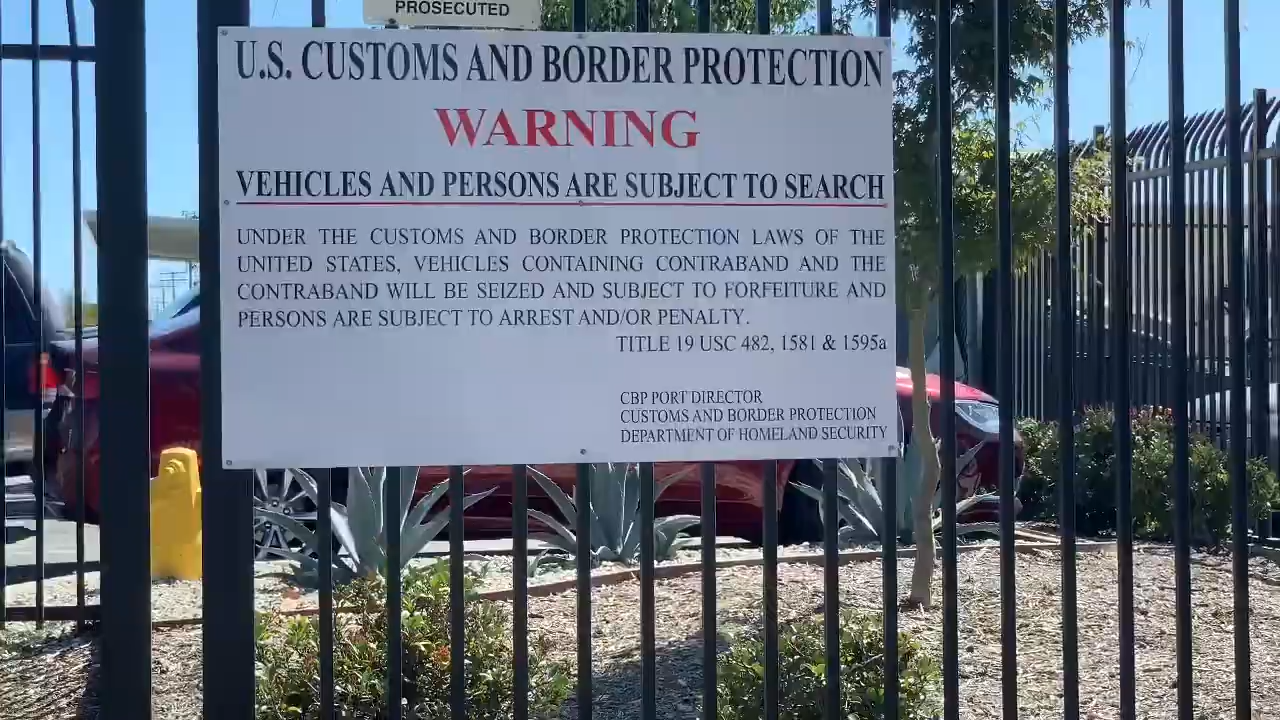 PROSECUTED
U.S. CUSTOMS AND BORDER PROTECTION
WARNING
VEHICLES AND PERSONS ARE SUBJECT TO SEARCH
UNDER THE CUSTOMS AND BORDER PROTECTION LAWS OF THE
UNITED STATES, VEHICLES CONTAINING CONTRABAND AND THE
CONTRABAND WILL BE SEIZED AND SUBJECT TO FORFEITURE AND
PERSONS ARE SUBJECT TO ARREST AND/OR PENALTY.
TITLE 19 USC 482, 1581 & 1595a
CBP PORT DIRECTOR
CUSTOMS AND BORDER PROTECTION
DEPARTMENT OF HOMELAND SECURITY